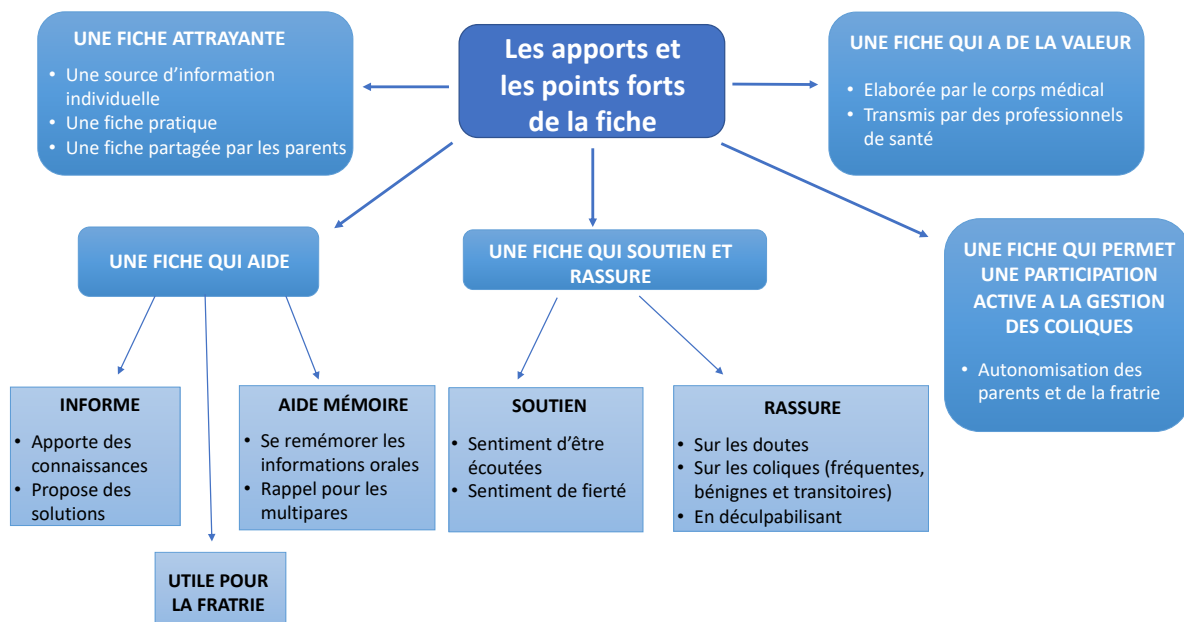 UNE FICHE ATTRAYANTE
• Une source d'information
individuelle
• Une fiche pratique
• Une fiche partagée par les parents
Les apports et
les points forts
de la fiche
UNE FICHE QUI A DE LA VALEUR
• Elaborée par le corps médical
• Transmis par des professionnels
de santé
UNE FICHE QUI AIDE
UNE FICHE QUI SOUTIEN ET
RASSURE
UNE FICHE QUI PERMET
UNE PARTICIPATION
ACTIVE A LA GESTION
DES COLIQUES
• Autonomisation des
parents et de la fratrie
INFORME
• Apporte des
connaissances
• Propose des
solutions
AIDE MÉMOIRE
• Se remémorer les
informations orales
• Rappel pour les
multipares
SOUTIEN
• Sentiment d'être
écoutées
• Sentiment de fierté
RASSURE
• Sur les doutes
• Sur les coliques (fréquentes,
bénignes et transitoires)
• En déculpabilisant
UTILE POUR
LA FRATRIE